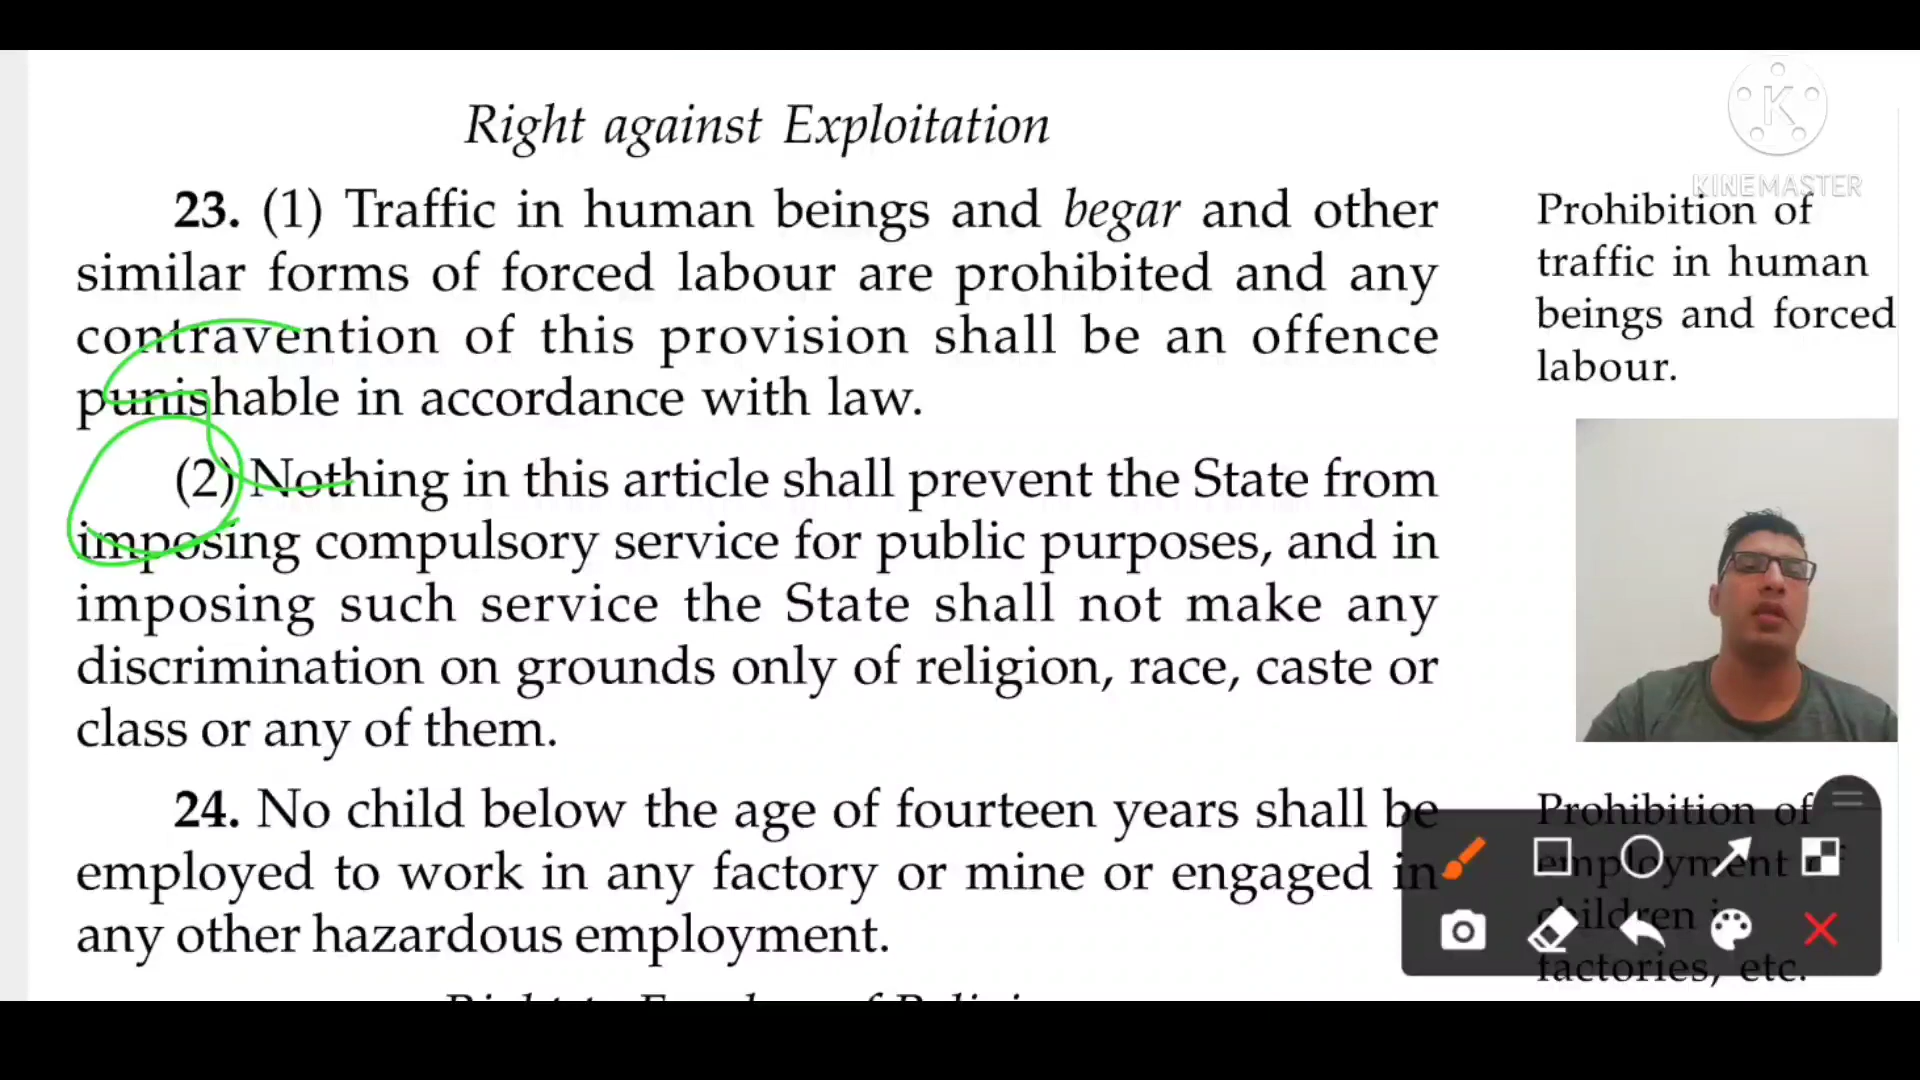 Right against Exploitation
23. (1) Traffic in human beings and begar and other
similar forms of forced labour are prohibited and any
contravention of this provision shall be an offence
punishable in accordance with law.
(2) Nothing in this article shall prevent the State from
imposing compulsory service for public purposes, and in
imposing such service the State shall not make any
discrimination on grounds only of religion, race, caste or
class or any of them.
24. No child below the age of fourteen years shall be
employed to work in any factory or mine or engaged in
any other hazardous employment.
K
KINEMASTER
Prohibition of
traffic in human
beings and forced
labour.
Prohibition of
employment of
children
factories, etc.